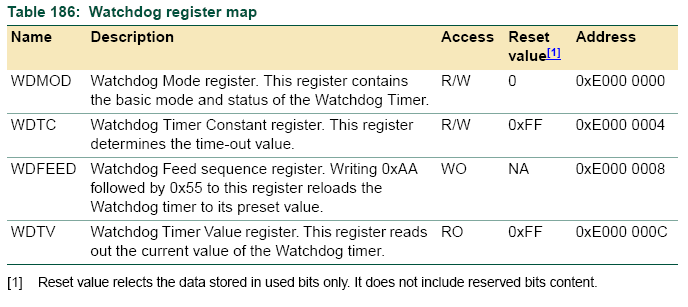 Table 186: Watchdog register map
Name Description Access Reset Address
value[1]
WDMOD Watchdog Mode register. This register contains R/W 0 0xE000 0000
the basic mode and status of the Watchdog Timer.
WDTC Watchdog Timer Constant register. This register R/W 0xFF 0xE000 0004
determines the time-out value.
WDFEED Watchdog Feed sequence register. Writing 0xAA WO NA 0xE000 0008
followed by 0x55 to this register reloads the
Watchdog timer to its preset value.
WDTV Watchdog Timer Value register. This register reads RO 0xFF 0xE000 000C
out the current value of the Watchdog timer.
[1] Reset value relects the data stored in used bits only. It does not include reserved bits content.